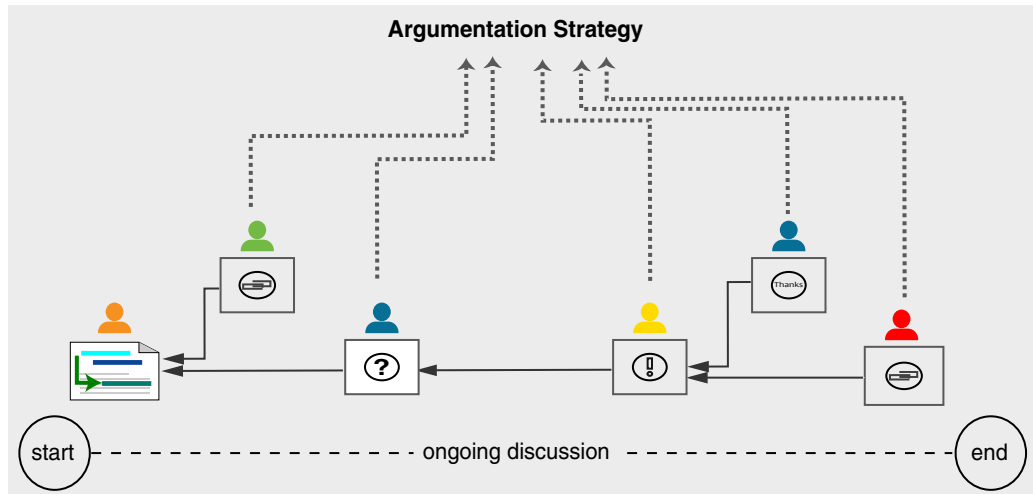 Argumentation Strategy
Thanks
?
!
start
ongoing discussion
end